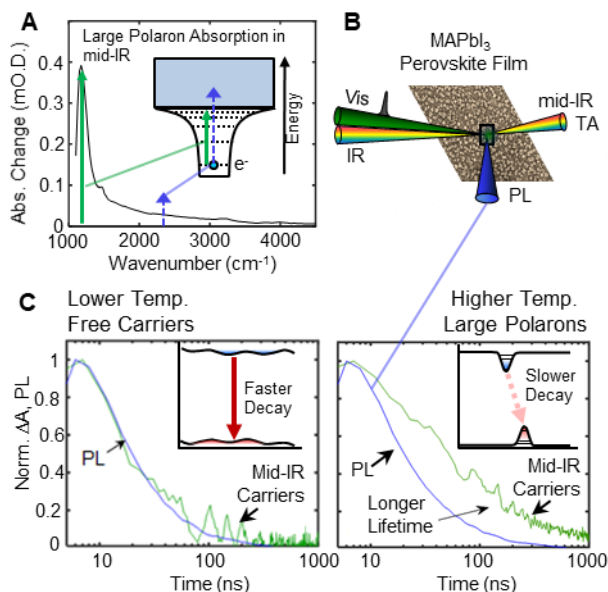 A
Large Polaron Absorption in
mid-IR
Abs. Change (mO.D.)
0.4
0.3
0.2
0.1
0
1000
2000
3000
4000
Wavenumber (cm⁻¹)
Energy
e⁻
B
MAPbI₃
Perovskite Film
Vis
IR
mid-IR
TA
PL
C
Lower Temp.
Free Carriers
Norm. ΔA, PL
1
0.8
0.6
0.4
0.2
0
Faster
Decay
PL
Mid-IR
Carriers
10
100
1000
Time (ns)
Higher Temp.
Large Polarons
Slower
Decay
PL
Longer
Lifetime
Mid-IR
Carriers
10
100
1000
Time (ns)